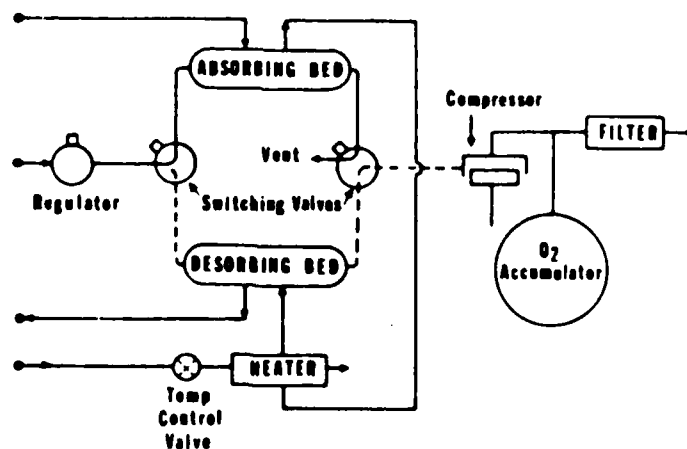 ABSORBING BED
Compressor
FILTER
Vent
Regulator
Switching Valves
DESORBING BED
O2
Accumulator
HEATER
Temp
Control
Valve